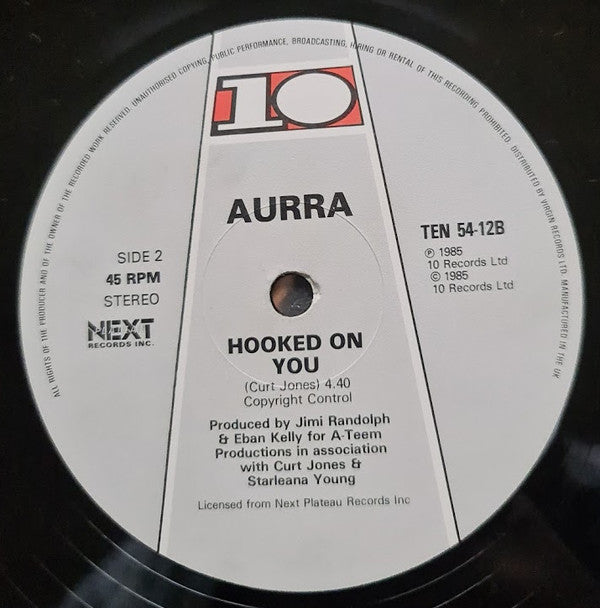 ALL RIGHTS OF THE PRODUCER AND OF THE OWNER OF THE RECORDED WORK RESERVED. UNAUTHORISED COPYING, PUBLIC PERFORMANCE, BROADCASTING, HIRING OR RENTAL OF THIS RECORDING PROHIBITED. DISTRIBUTED BY VIRGIN RECORDS LTD. MANUFACTURED IN THE UK
10
AURRA
SIDE 2
45 RPM
STEREO
NEXT
RECORDS INC.
TEN 54-12B
℗ 1985
10 Records Ltd
© 1985
10 Records Ltd
HOOKED ON
YOU
(Curt Jones) 4.40
Copyright Control
Produced by Jimi Randolph
& Eban Kelly for A-Teem
Productions in association
with Curt Jones &
Starleana Young
Licensed from Next Plateau Records Inc